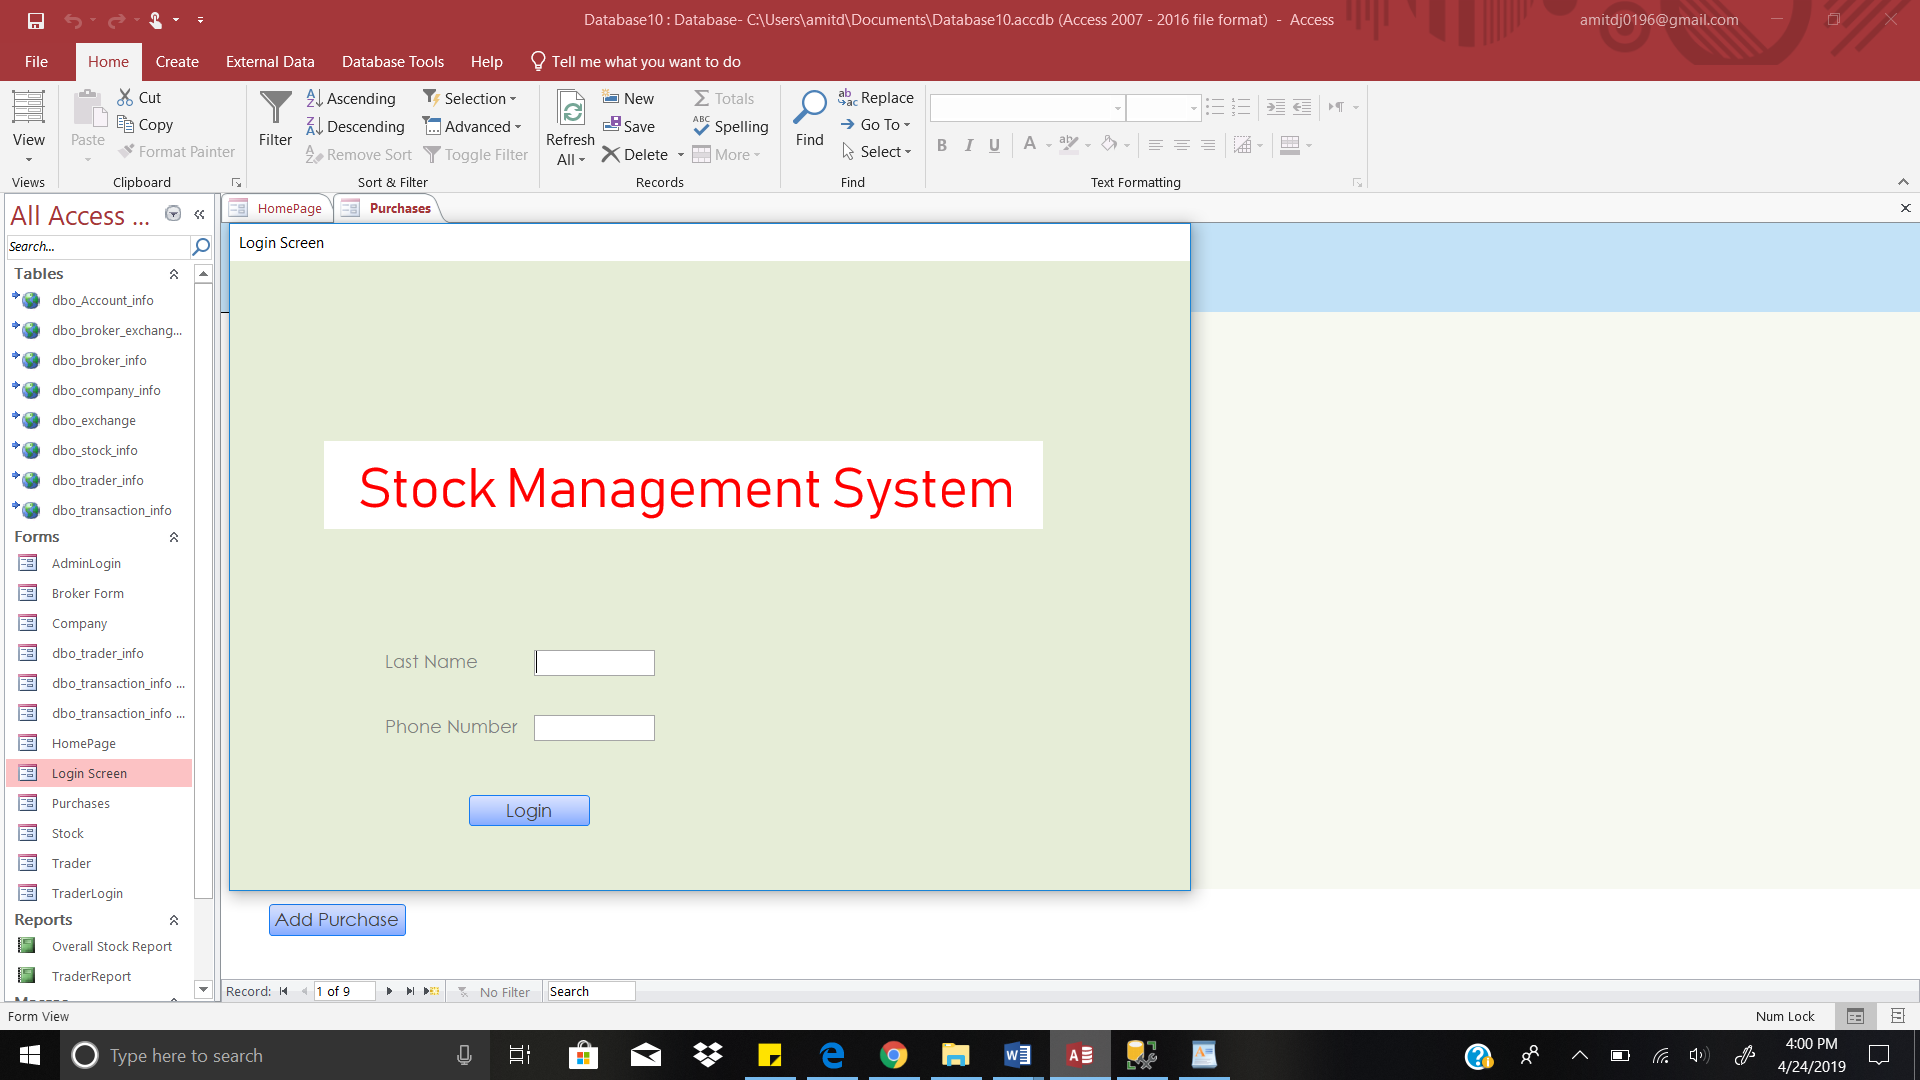 Database10 : Database- C:\Users\amitd\Documents\Database10.accdb (Access 2007 - 2016 file format) - Access
amitdj0196@gmail.com
File Home Create External Data Database Tools Help Tell me what you want to do
View
Views
Paste
Cut
Copy
Format Painter
Clipboard
Filter
Ascending
Descending
Remove Sort
Selection
Advanced
Toggle Filter
Sort & Filter
Refresh
All
New
Save
Delete
Totals
Spelling
More
Records
Find
Replace
Go To
Select
Find
B I U A
Text Formatting
All Access ...
Search...
Tables
dbo_Account_info
dbo_broker_exchang...
dbo_broker_info
dbo_company_info
dbo_exchange
dbo_stock_info
dbo_trader_info
dbo_transaction_info
Forms
AdminLogin
Broker Form
Company
dbo_trader_info
dbo_transaction_info ...
dbo_transaction_info ...
HomePage
Login Screen
Purchases
Stock
Trader
TraderLogin
Reports
Overall Stock Report
TraderReport
HomePage
Purchases
Login Screen
Stock Management System
Last Name
Phone Number
Login
Add Purchase
Record: 1 of 9 No Filter Search
Form View
Num Lock
Type here to search
4:00 PM
4/24/2019